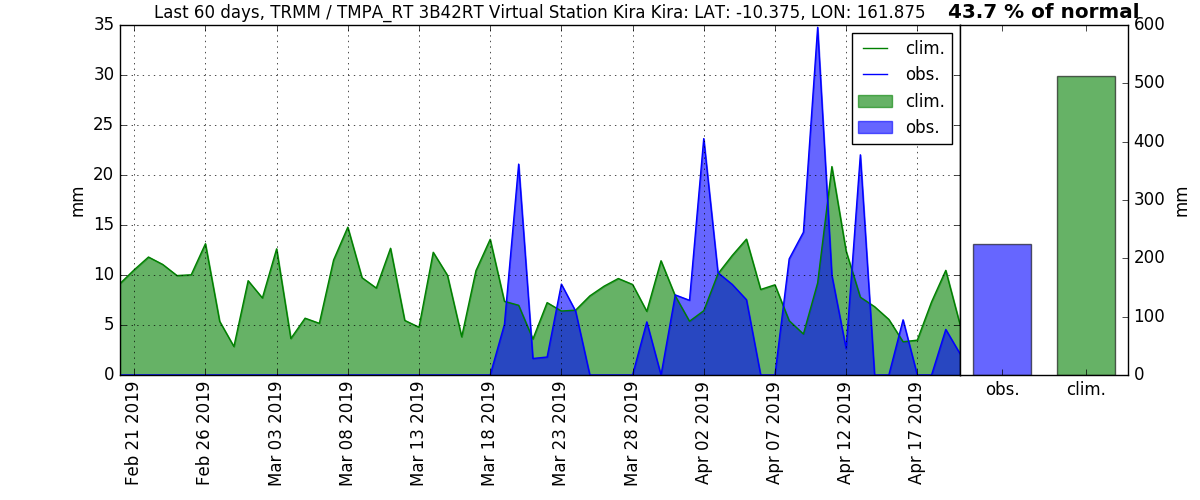 Last 60 days, TRMM / TMPA_RT 3B42RT Virtual Station Kira Kira: LAT: -10.375, LON: 161.875
43.7 % of normal
35
30
25
20
15
10
5
0
mm
clim.
obs.
clim.
obs.
600
500
400
300
200
100
0
mm
obs.
clim.
Feb 21 2019
Feb 26 2019
Mar 03 2019
Mar 08 2019
Mar 13 2019
Mar 18 2019
Mar 23 2019
Mar 28 2019
Apr 02 2019
Apr 07 2019
Apr 12 2019
Apr 17 2019